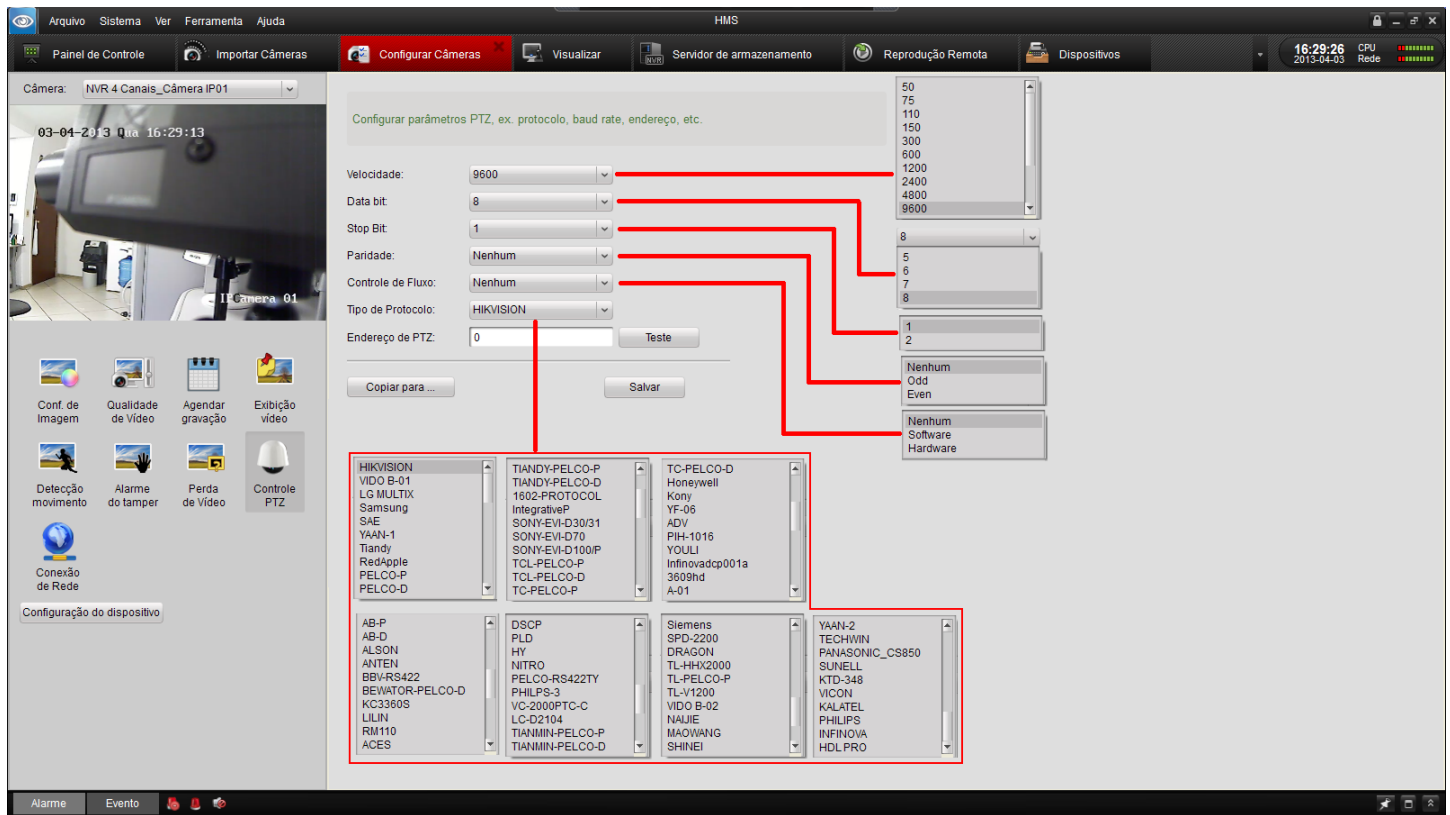 Arquivo Sistema Ver Ferramenta Ajuda
HMS
Painel de Controle
Importar Câmeras
Configurar Câmeras
Visualizar
NVR
Servidor de armazenamento
Reprodução Remota
Dispositivos
16:29:26
2013-04-03
CPU
Rede
Câmera: NVR 4 Canais_Câmera IP01
03-04-2013 Qua 16:29:13
IPCamera 01
Conf. de Imagem
Qualidade de Vídeo
Agendar gravação
Exibição vídeo
Detecção movimento
Alarme do tamper
Perda de Vídeo
Controle PTZ
Conexão de Rede
Configuração do dispositivo
Configurar parâmetros PTZ, ex. protocolo, baud rate, endereço, etc.
Velocidade: 9600
Data bit: 8
Stop Bit: 1
Paridade: Nenhum
Controle de Fluxo: Nenhum
Tipo de Protocolo: HIKVISION
Endereço de PTZ: 0 Teste
Copiar para ... Salvar
50
75
110
150
300
600
1200
2400
4800
9600
8
5
6
7
8
1
2
Nenhum
Odd
Even
Nenhum
Software
Hardware
HIKVISION
VIDO B-01
LG MULTIX
Samsung
SAE
YAAN-1
Tiandy
RedApple
PELCO-P
PELCO-D
TIANDY-PELCO-P
TIANDY-PELCO-D
1602-PROTOCOL
IntegrativeP
SONY-EVI-D30/31
SONY-EVI-D70
SONY-EVI-D100/P
TCL-PELCO-P
TCL-PELCO-D
TC-PELCO-P
TC-PELCO-D
Honeywell
Kony
YF-06
ADV
PIH-1016
YOULI
Infinovadcp001a
3609hd
A-01
AB-P
AB-D
ALSON
ANTEN
BBV-RS422
BEWATOR-PELCO-D
KC3360S
LILIN
RM110
ACES
DSCP
PLD
HY
NITRO
PELCO-RS422TY
PHILPS-3
VC-2000PTC-C
LC-D2104
TIANMIN-PELCO-P
TIANMIN-PELCO-D
Siemens
SPD-2200
DRAGON
TL-HHX2000
TL-PELCO-P
TL-V1200
VIDO B-02
NAIJIE
MAOWANG
SHINEI
YAAN-2
TECHWIN
PANASONIC_CS850
SUNELL
KTD-348
VICON
KALATEL
PHILIPS
INFINOVA
HDL PRO
Alarme Evento